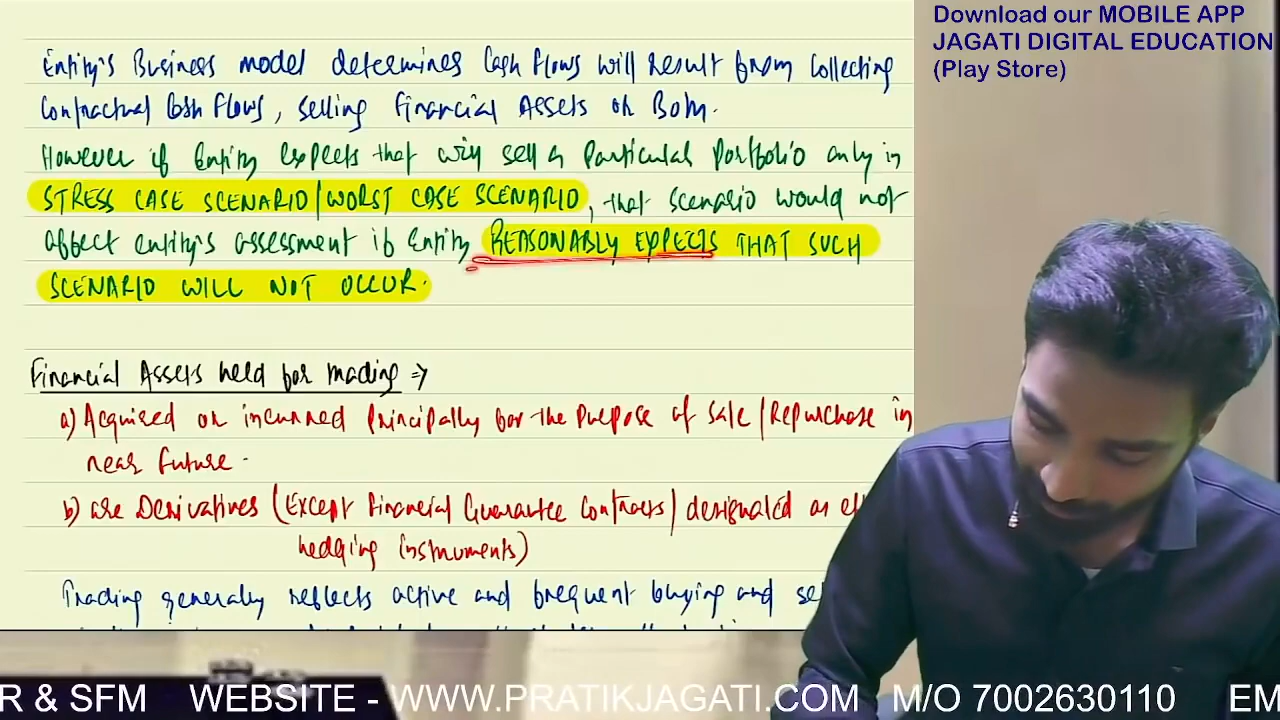 Entity's Business model determines Cash flows will result from Collecting
Contractual Cash Flows, selling Financial Assets or Both.
However if Entity expects that will sell a Particular Portfolio only in
STRESS CASE SCENARIO/WORST CASE SCENARIO, that scenario would not
affect entity's assessment if Entity REASONABLY EXPECTS THAT SUCH
SCENARIO WILL NOT OCCUR.
Financial Assets held for Trading ⇒
a) Acquired or incurred Principally for the Purpose of Sale/Repurchase in
near future.
b) are Derivatives (Except Financial Guarantee Contracts/designated as
hedging instruments)
Trading generally reflects active and frequent buying and
Download our MOBILE APP
JAGATI DIGITAL EDUCATION
(Play Store)
R & SFM WEBSITE - WWW.PRATIKJAGATI.COM M/O 7002630110 EM